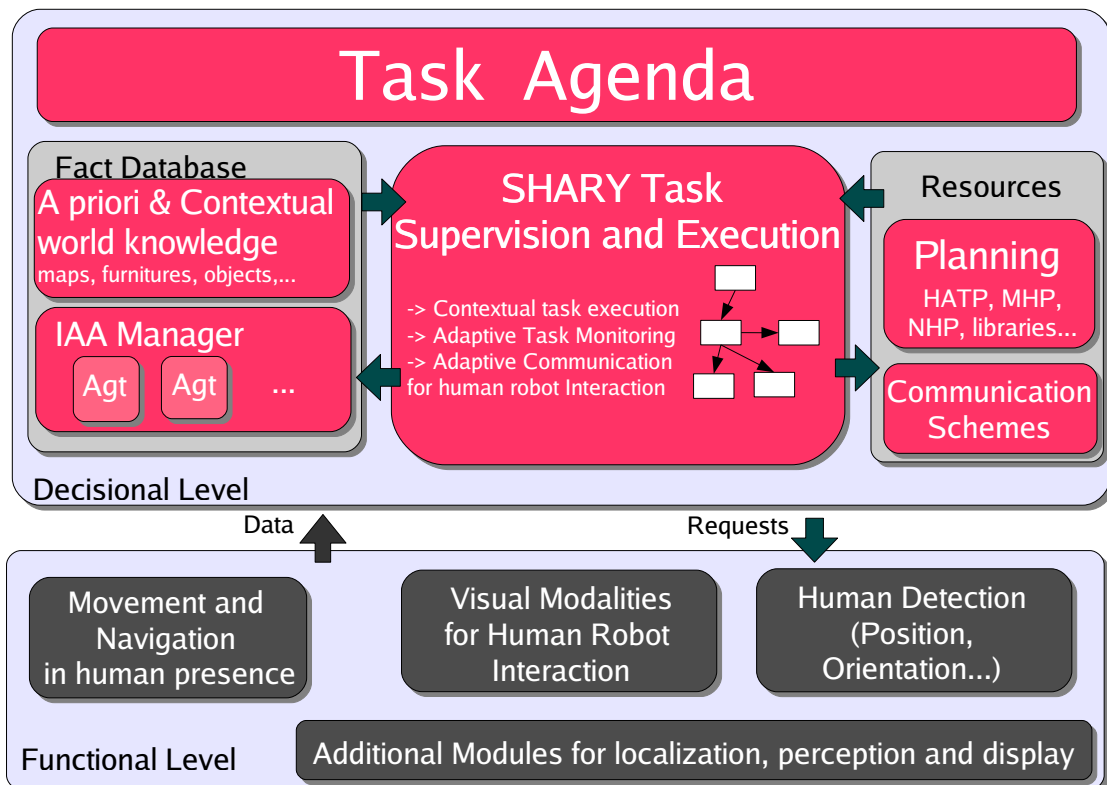 Task Agenda
Fact Database
A priori & Contextual
world knowledge
maps, furnitures, objects,...
IAA Manager
Agt
Agt
...
SHARY Task
Supervision and Execution
-> Contextual task execution
-> Adaptive Task Monitoring
-> Adaptive Communication
for human robot Interaction
Resources
Planning
HATP, MHP,
NHP, libraries...
Communication
Schemes
Decisional Level
Data
Requests
Movement and
Navigation
in human presence
Visual Modalities
for Human Robot
Interaction
Human Detection
(Position,
Orientation...)
Functional Level
Additional Modules for localization, perception and display